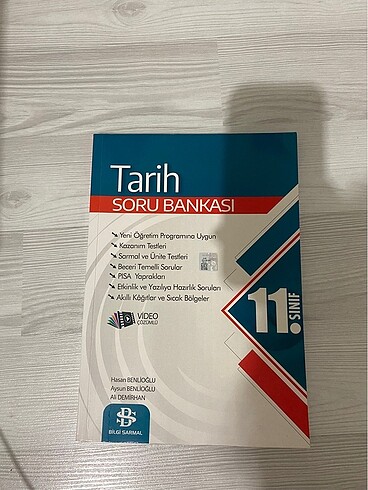 Tarih
SORU BANKASI
Yeni Öğretim Programına Uygun
Kazanım Testleri
Sarmal ve Ünite Testleri
Beceri Temelli Sorular
PISA Yaprakları
Etkinlik ve Yazılıya Hazırlık Soruları
Akıllı Kâğıtlar ve Sıcak Bölgeler
11. SINIF
VİDEO
ÇÖZÜMLÜ
Hasan BENLİOĞLU
Aysun BENLİOĞLU
Ali DEMİRHAN
BİLGİ SARMAL